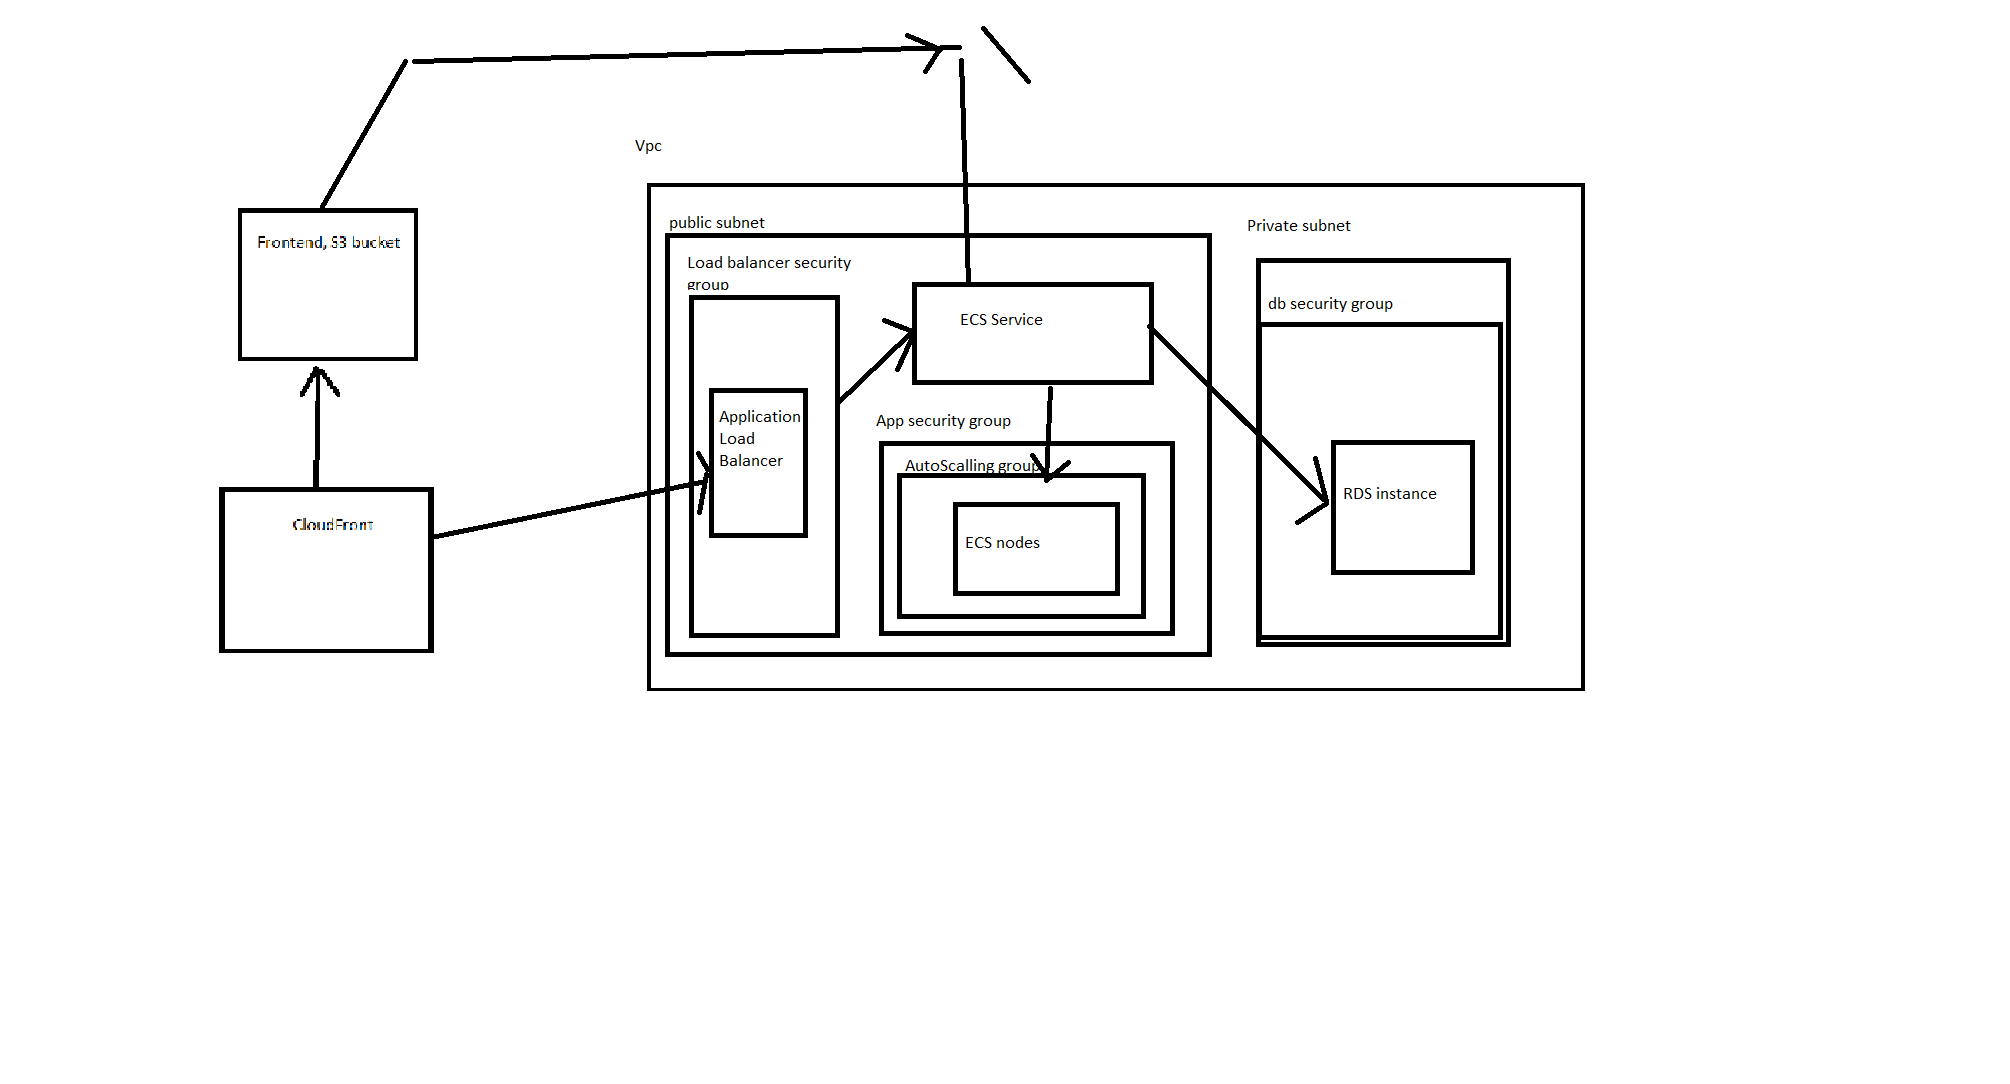 Vpc
Frontend, S3 bucket
public subnet
Private subnet
Load balancer security
group
db security group
ECS Service
Application
Load
Balancer
App security group
AutoScalling group
RDS instance
CloudFront
ECS nodes